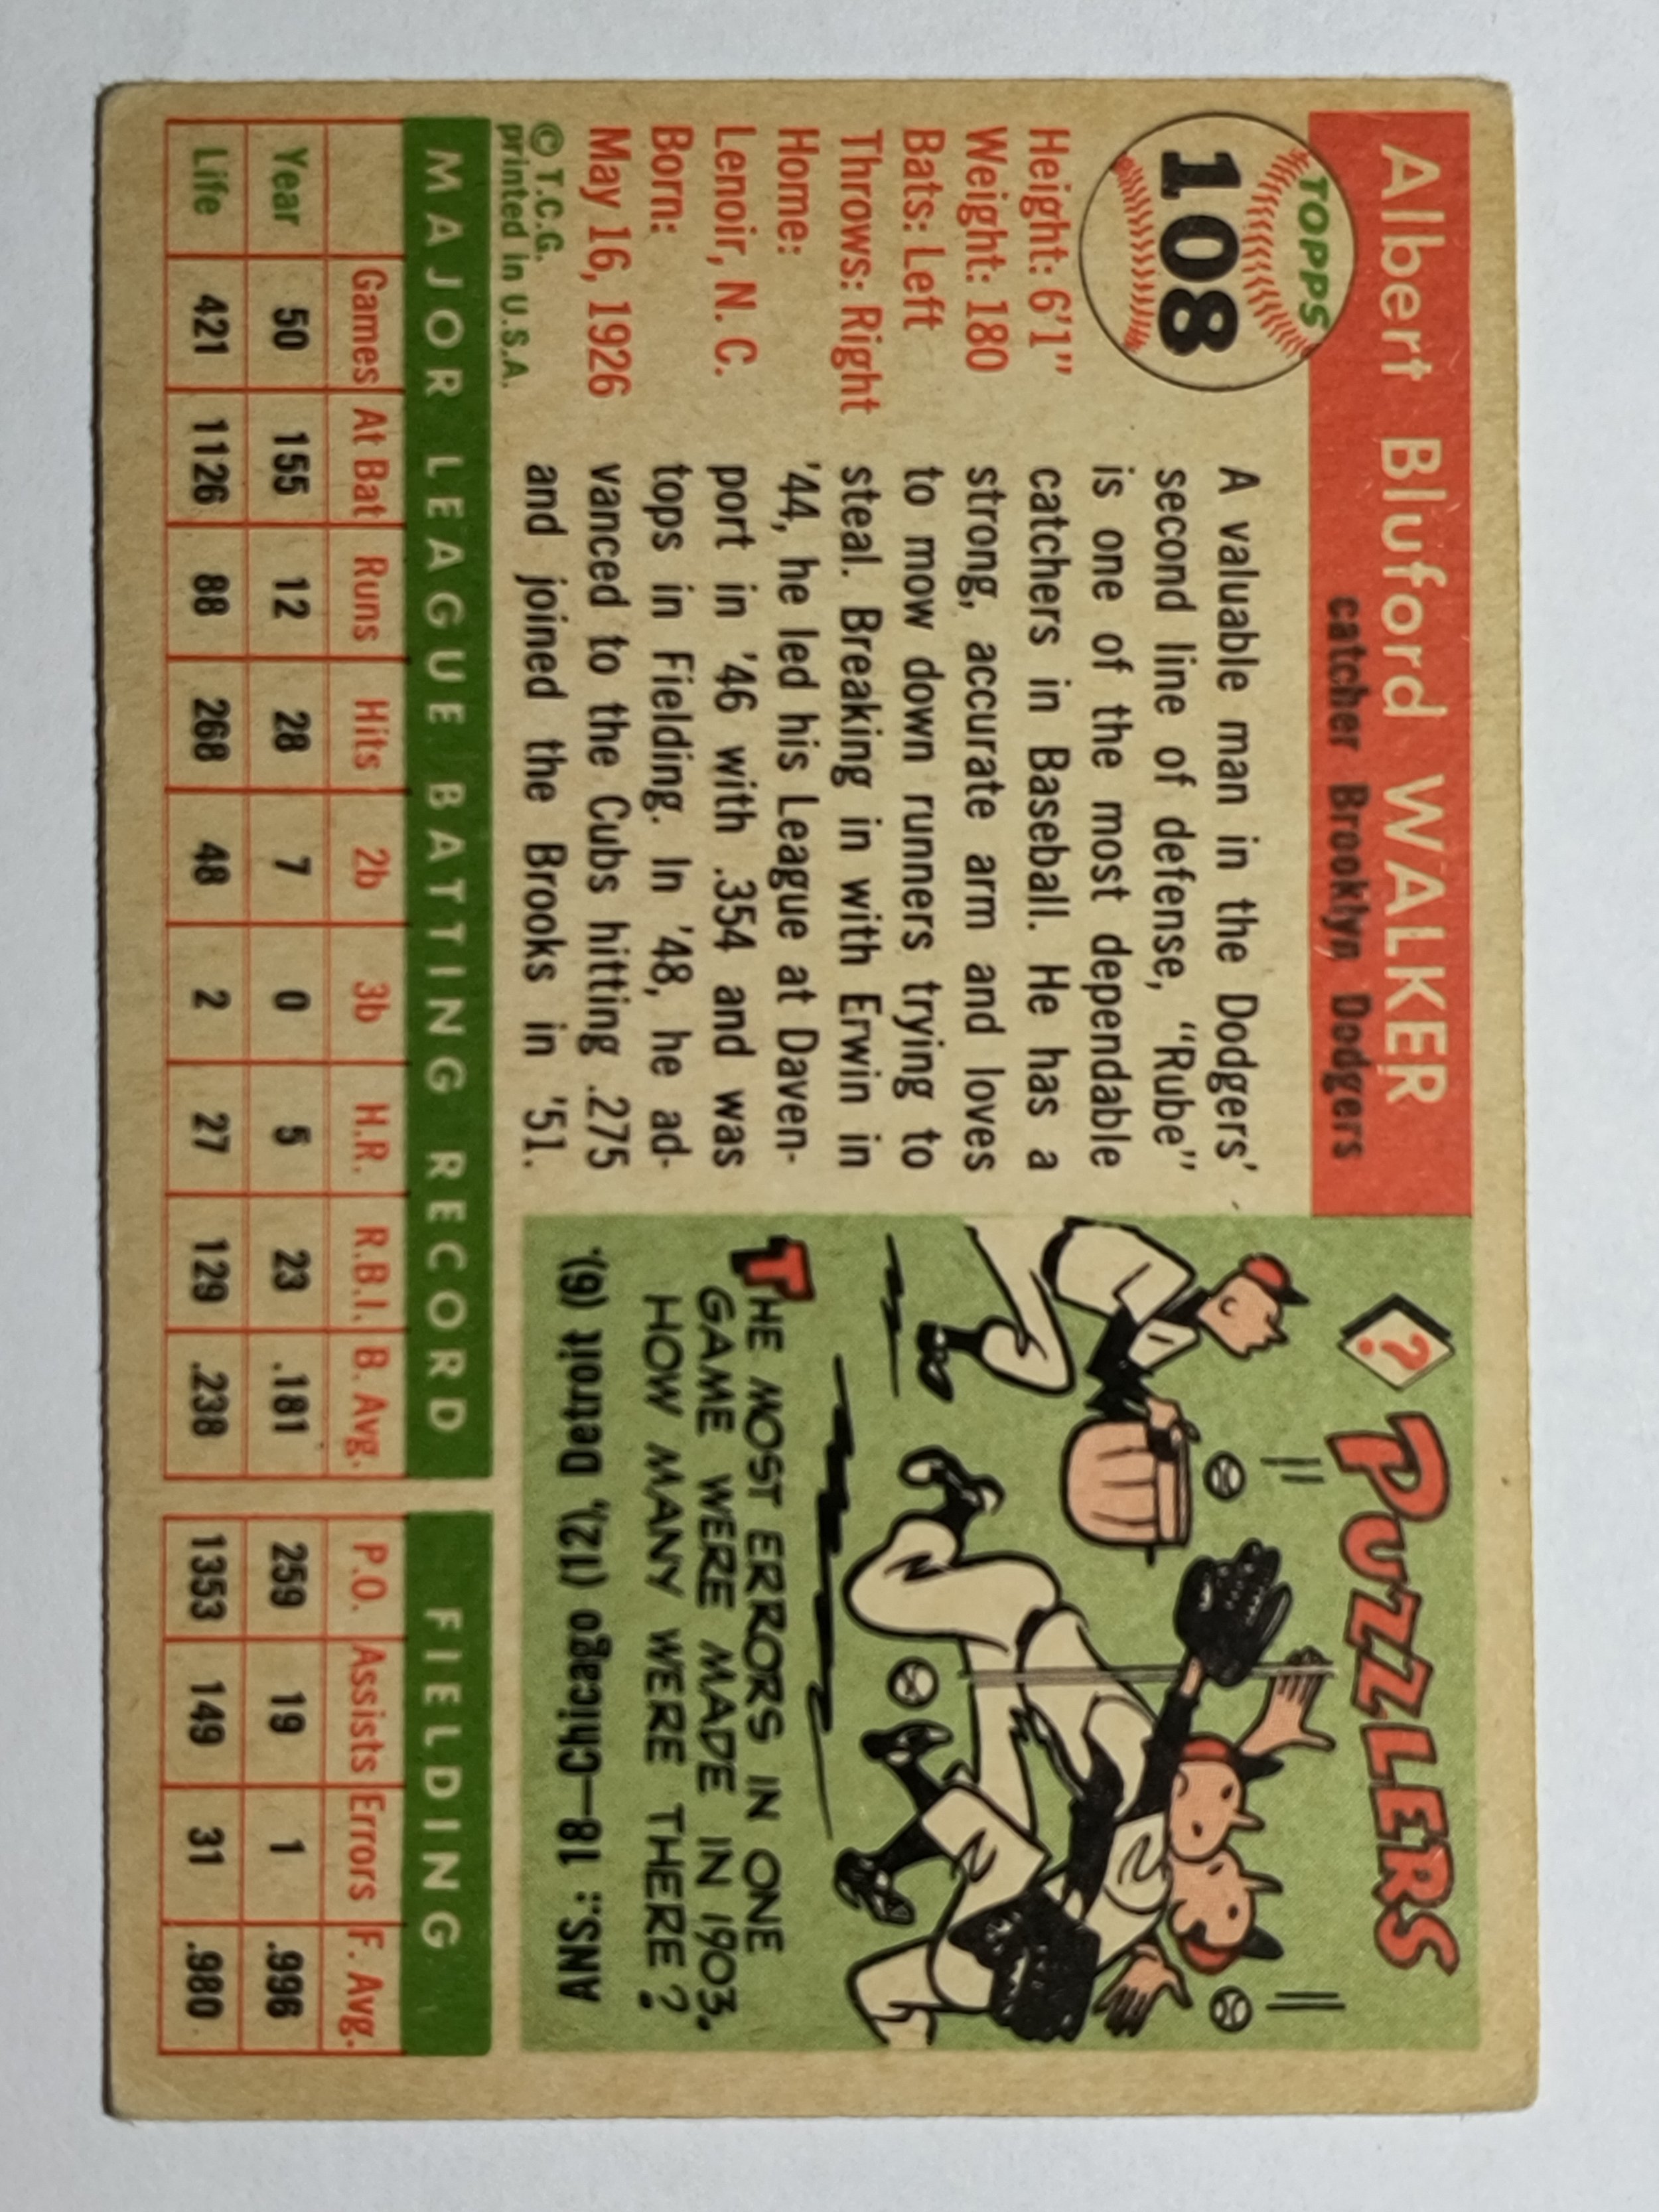 Albert Bluford WALKER
catcher Brooklyn Dodgers
TOPPS
108
Height: 6'1"
Weight: 180
Bats: Left
Throws: Right
Home:
Lenoir, N. C.
Born:
May 16, 1926
© T.C.G.
printed in U.S.A.
A valuable man in the Dodgers'
second line of defense, "Rube"
is one of the most dependable
catchers in Baseball. He has a
strong, accurate arm and loves
to mow down runners trying to
steal. Breaking in with Erwin in
'44, he led his League at Daven-
port in '46 with .354 and was
tops in Fielding. In '48, he ad-
vanced to the Cubs hitting .275
and joined the Brooks in '51.
? PUZZLERS
THE MOST ERRORS IN ONE
GAME WERE MADE IN 1903.
HOW MANY WERE THERE?
ANS.: 18—Chicago (12), Detroit (6).
MAJOR LEAGUE BATTING RECORD FIELDING
Games At Bat Runs Hits 2b 3b H.R. R.B.I. B. Avg. P.O. Assists Errors F. Avg.
Year 50 155 12 28 7 0 5 23 .181 259 19 1 .996
Life 421 1126 88 268 48 2 27 129 .238 1353 149 31 .980